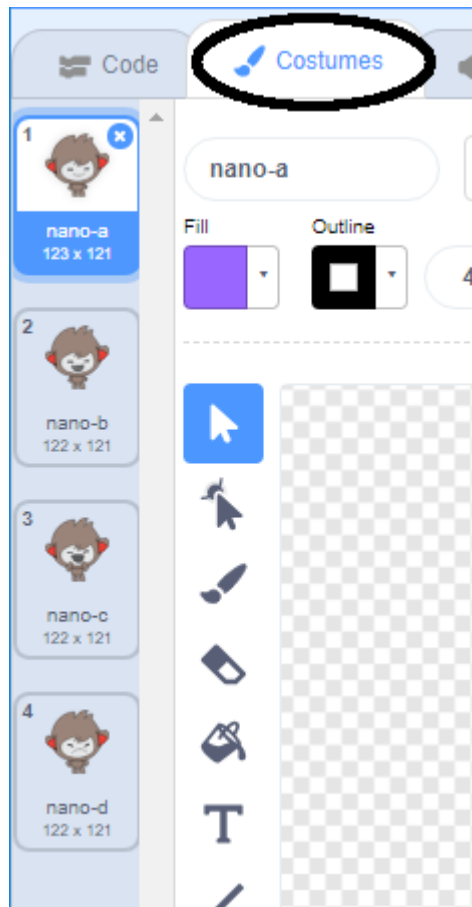 Code
Costumes
1
nano-a
123 x 121
2
nano-b
122 x 121
3
nano-c
122 x 121
4
nano-d
122 x 121
nano-a
Fill
Outline
4
T